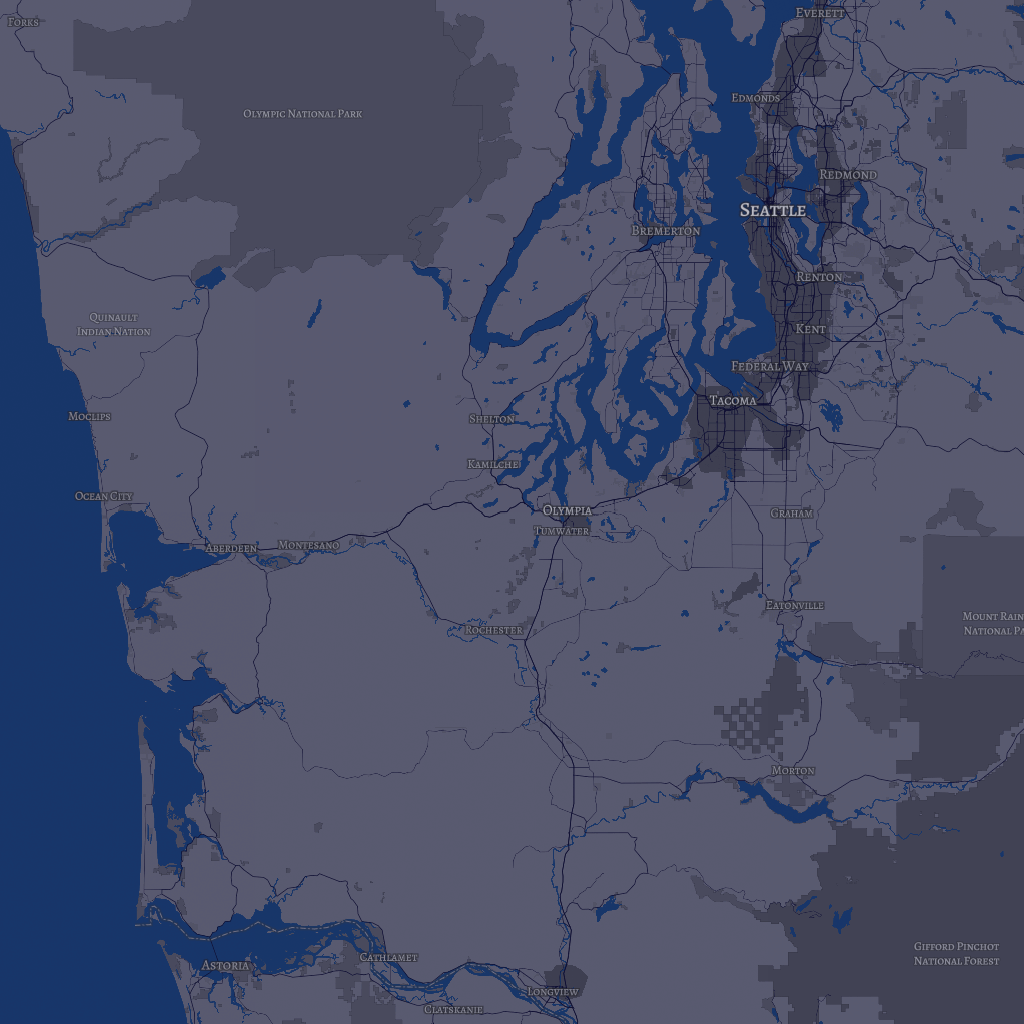 Everett
Forks
Edmonds
Olympic National Park
Redmond
Seattle
Bremerton
Renton
Quinault
Indian Nation
Kent
Federal Way
Tacoma
Moclips
Shelton
Kamilche
Ocean City
Olympia
Graham
Tumwater
Aberdeen
Montesano
Eatonville
Mount Rain
National Pa
Rochester
Morton
Gifford Pinchot
National Forest
Cathlamet
Astoria
Longview
Clatskanie